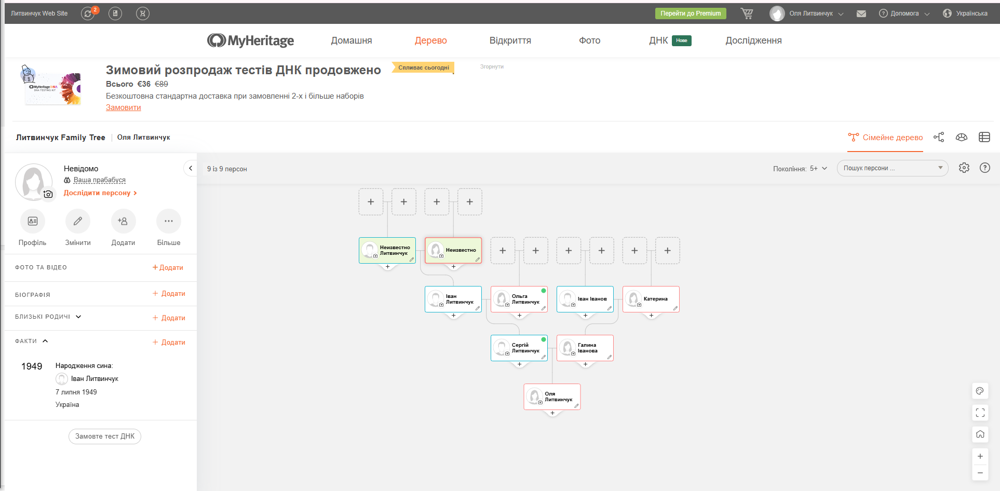 Литвинчук Web Site
2
Перейти до Premium
Оля Литвинчук
Допомога
Українська
MyHeritage
Домашня
Дерево
Відкриття
Фото
ДНК
Нове
Дослідження
MyHeritage DNA
DNA TESTING KIT
Зимовий розпродаж тестів ДНК продовжено
Спливає сьогодні
Згорнути
Всього €36 €89
Безкоштовна стандартна доставка при замовленні 2-х і більше наборів
Замовити
Литвинчук Family Tree
Оля Литвинчук
Сімейне дерево
Невідомо
Ваша прабабуся
Дослідити персону
Профіль
Змінити
Додати
Більше
ФОТО ТА ВІДЕО
+ Додати
БІОГРАФІЯ
+ Додати
БЛИЗЬКІ РОДИЧІ
+ Додати
ФАКТИ
+ Додати
1949
Народження сина:
Іван Литвинчук
7 липня 1949
Україна
Замовте тест ДНК
9 із 9 персон
Покоління: 5+
Пошук персони ...
Неизвестно
Литвинчук
Неизвестно
Іван
Литвинчук
Ольга
Литвинчук
Іван Іванов
Катерина
Сергій
Литвинчук
Галина
Іванова
Оля
Литвинчук